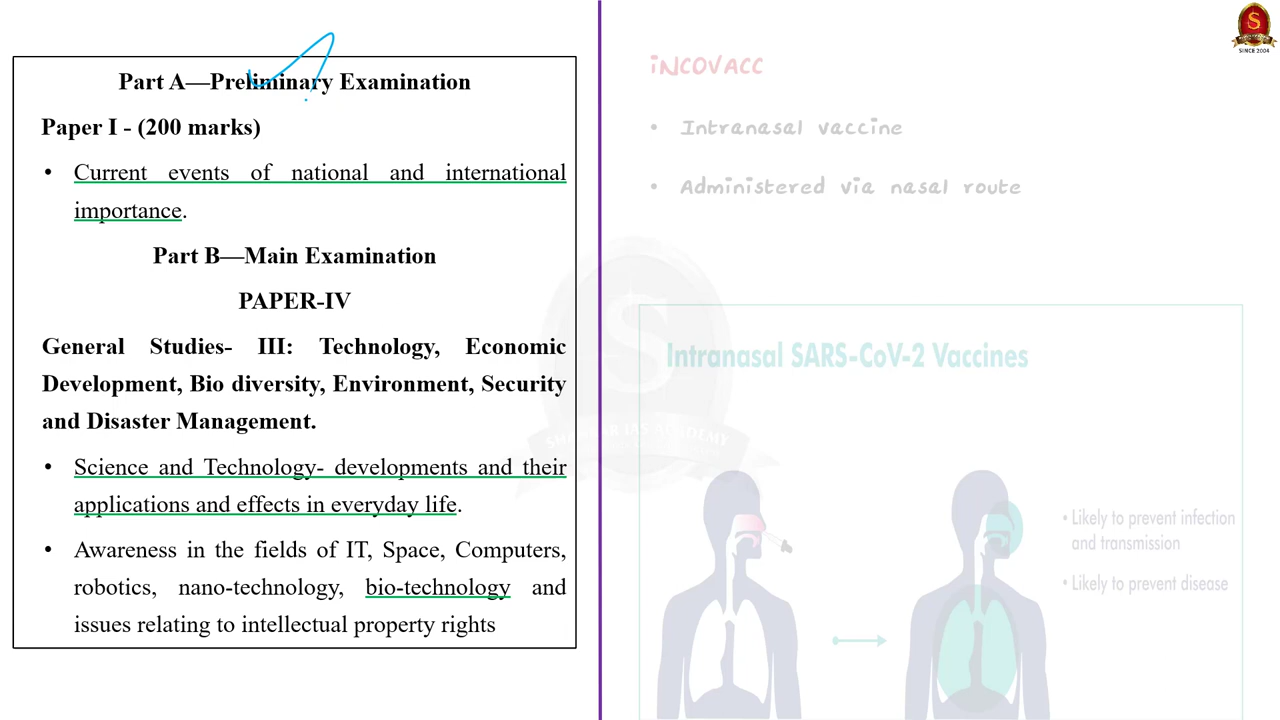 Part A—Preliminary Examination
Paper I - (200 marks)
• Current events of national and international
importance.
Part B—Main Examination
PAPER-IV
General Studies- III: Technology, Economic
Development, Bio diversity, Environment, Security
and Disaster Management.
• Science and Technology- developments and their
applications and effects in everyday life.
• Awareness in the fields of IT, Space, Computers,
robotics, nano-technology, bio-technology and
issues relating to intellectual property rights
S
SINCE 2004
iNCOVACC
• Intranasal vaccine
• Administered via nasal route
S
SHANKAR IAS ACADEMY
Intranasal SARS-CoV-2 Vaccines
• Likely to prevent infection
and transmission
• Likely to prevent disease